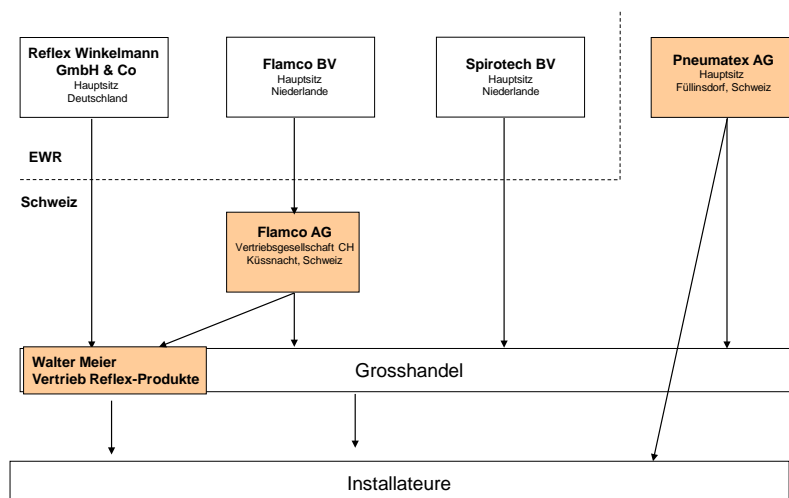 Reflex Winkelmann
GmbH & Co
Hauptsitz
Deutschland
Flamco BV
Hauptsitz
Niederlande
Spirotech BV
Hauptsitz
Niederlande
Pneumatex AG
Hauptsitz
Füllinsdorf, Schweiz
EWR
Schweiz
Flamco AG
Vertriebsgesellschaft CH
Küssnacht, Schweiz
Walter Meier
Vertrieb Reflex-Produkte
Grosshandel
Installateure